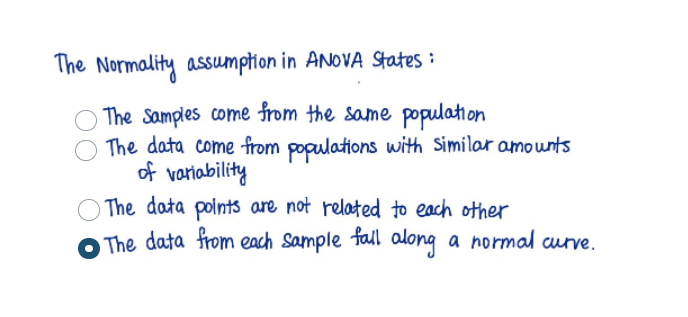 The Normality assumption in ANOVA States :
The Samples come from the same population
The data come from populations with similar amounts
of variability
The data points are not related to each other
The data from each Sample fall along a normal curve.